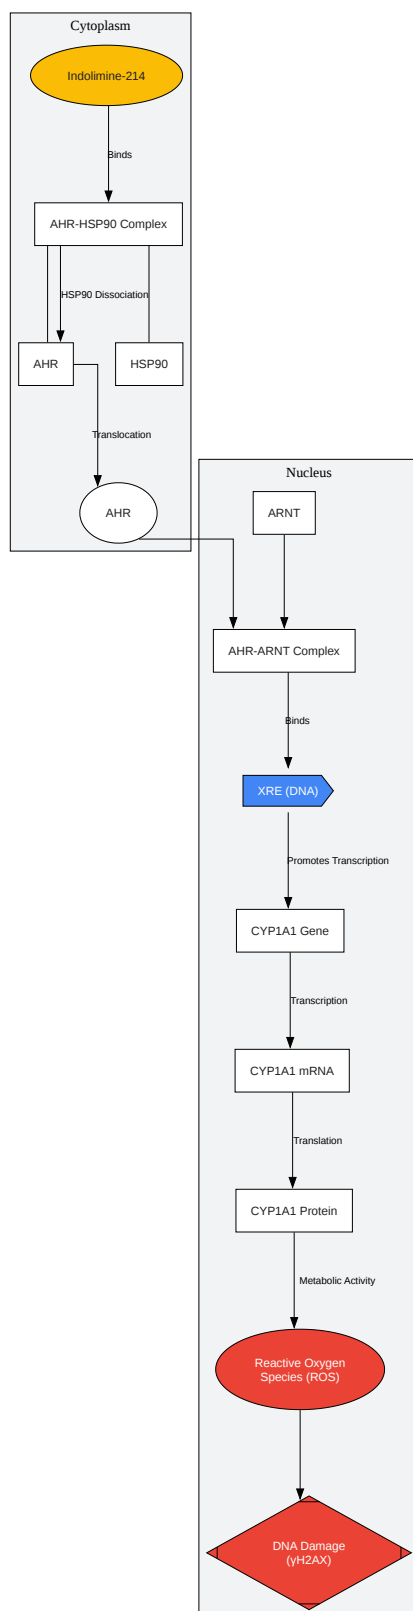 Cytoplasm
Indolimine-214
Binds
AHR-HSP90 Complex
HSP90 Dissociation
AHR
HSP90
Translocation
AHR
Nucleus
ARNT
AHR-ARNT Complex
Binds
XRE (DNA)
Promotes Transcription
CYP1A1 Gene
Transcription
CYP1A1 mRNA
Translation
CYP1A1 Protein
Metabolic Activity
Reactive Oxygen
Species (ROS)
DNA Damage
(γH2AX)